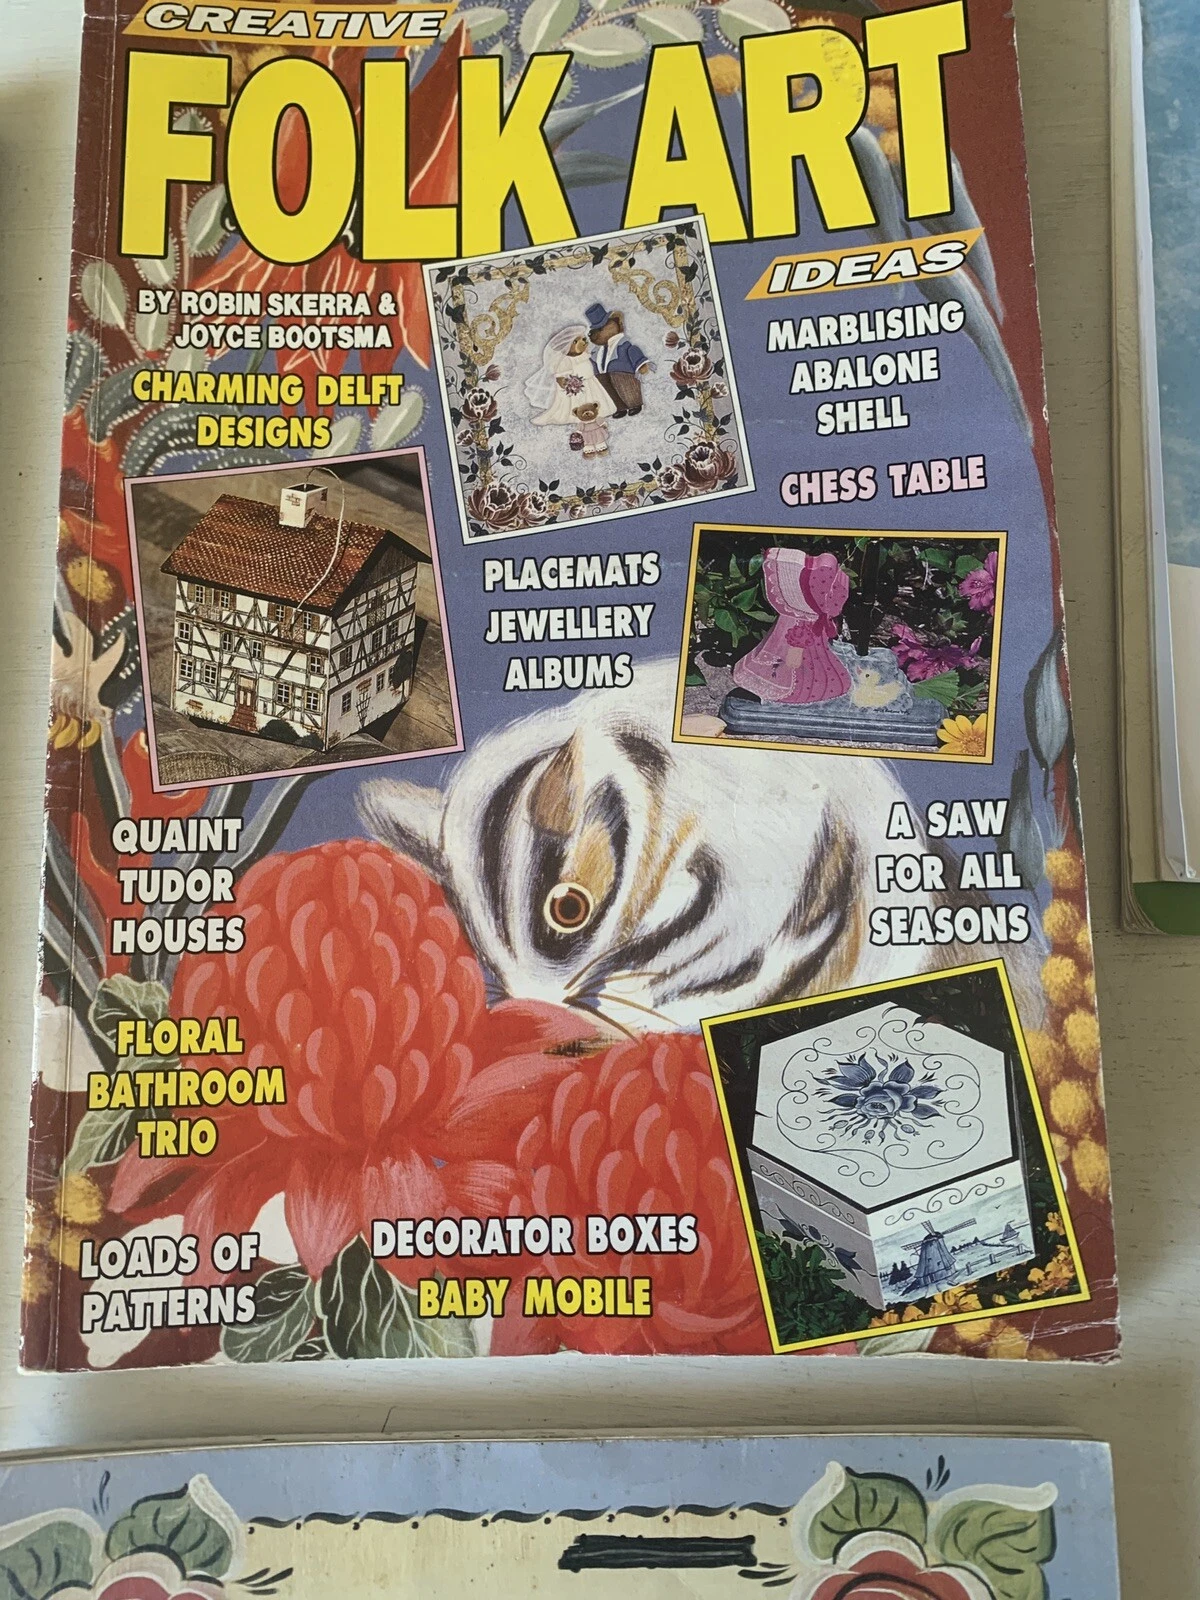 CREATIVE
FOLK ART
IDEAS
BY ROBIN SKERRA &
JOYCE BOOTSMA
CHARMING DELFT
DESIGNS
MARBLISING
ABALONE
SHELL
CHESS TABLE
PLACEMATS
JEWELLERY
ALBUMS
QUAINT
TUDOR
HOUSES
A SAW
FOR ALL
SEASONS
FLORAL
BATHROOM
TRIO
LOADS OF
PATTERNS
DECORATOR BOXES
BABY MOBILE